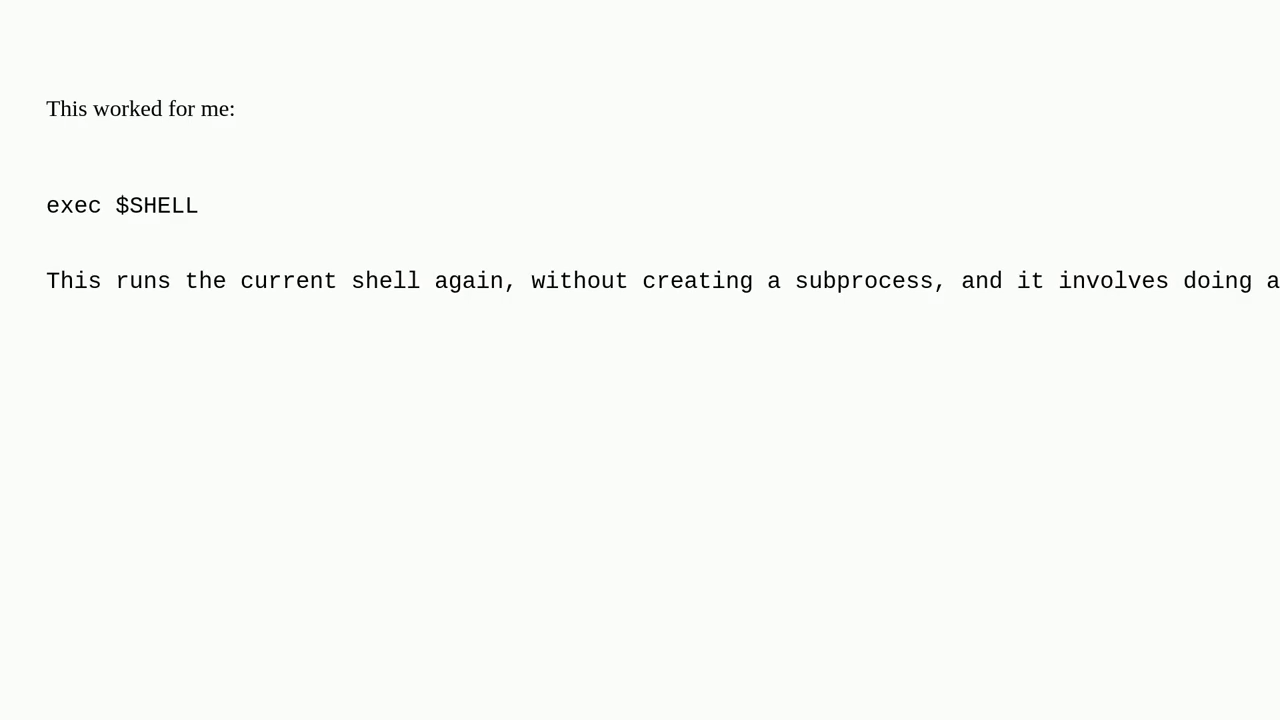 This worked for me:
exec $SHELL
This runs the current shell again, without creating a subprocess, and it involves doing a